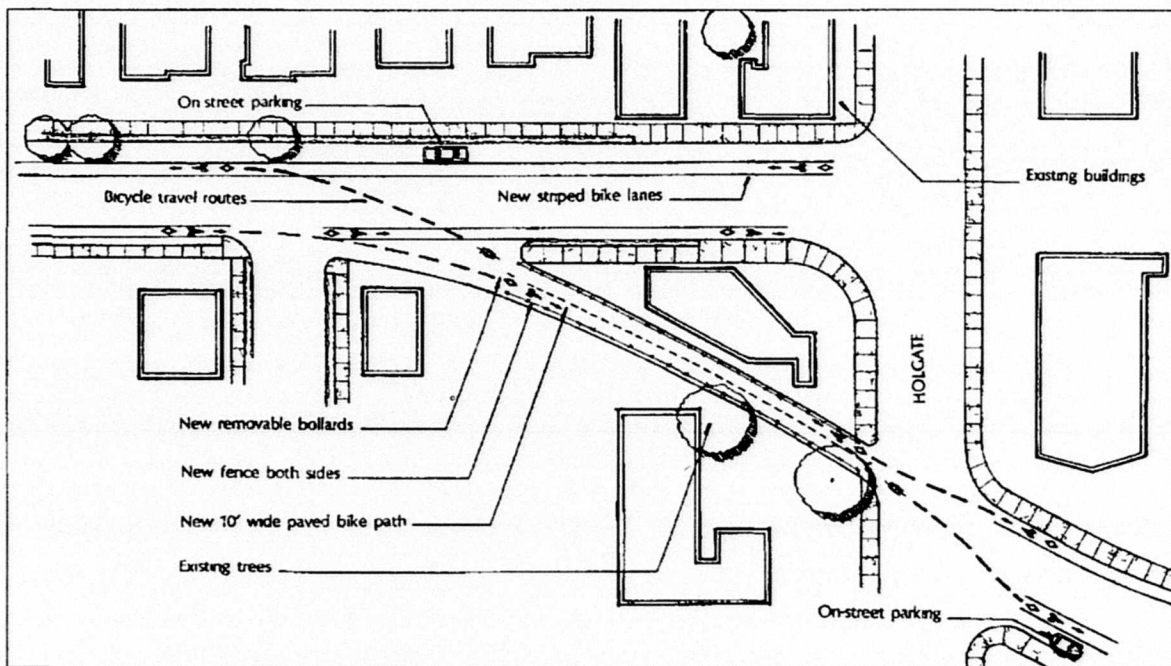 On street parking
Bicycle travel routes
New striped bike lanes
Existing buildings
HOLGATE
New removable bollards
New fence both sides
New 10' wide paved bike path
Existing trees
On-street parking